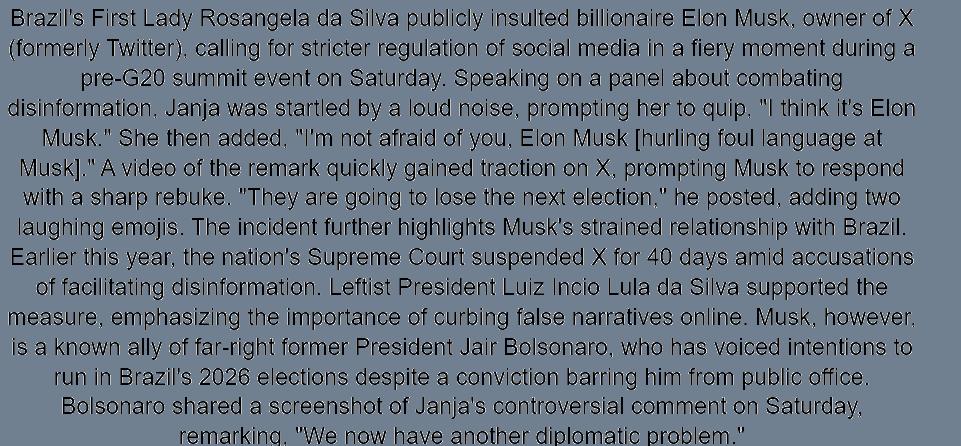 Brazil's First Lady Rosangela da Silva publicly insulted billionaire Elon Musk, owner of X
(formerly Twitter), calling for stricter regulation of social media in a fiery moment during a
pre-G20 summit event on Saturday. Speaking on a panel about combating
disinformation, Janja was startled by a loud noise, prompting her to quip, "I think it's Elon
Musk." She then added, "I'm not afraid of you, Elon Musk [hurling foul language at
Musk]." A video of the remark quickly gained traction on X, prompting Musk to respond
with a sharp rebuke. "They are going to lose the next election," he posted, adding two
laughing emojis. The incident further highlights Musk's strained relationship with Brazil.
Earlier this year, the nation's Supreme Court suspended X for 40 days amid accusations
of facilitating disinformation. Leftist President Luiz Incio Lula da Silva supported the
measure, emphasizing the importance of curbing false narratives online. Musk, however,
is a known ally of far-right former President Jair Bolsonaro, who has voiced intentions to
run in Brazil's 2026 elections despite a conviction barring him from public office.
Bolsonaro shared a screenshot of Janja's controversial comment on Saturday,
remarking, "We now have another diplomatic problem."